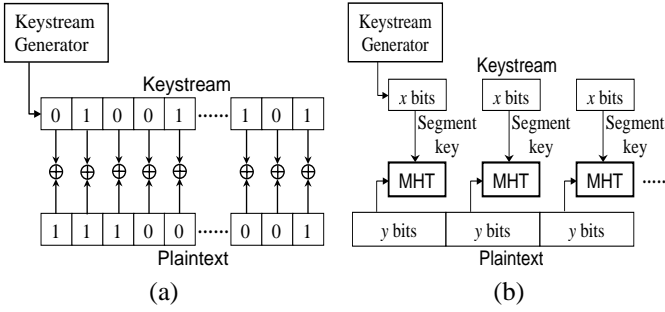 Keystream
Generator
Keystream
0 1 0 0 1 ...... 1 0 1
1 1 1 0 0 ...... 0 0 1
Plaintext
(a)
Keystream
Generator
Keystream
x bits x bits x bits
Segment key Segment key Segment key
MHT MHT MHT .....
y bits y bits y bits
Plaintext
(b)